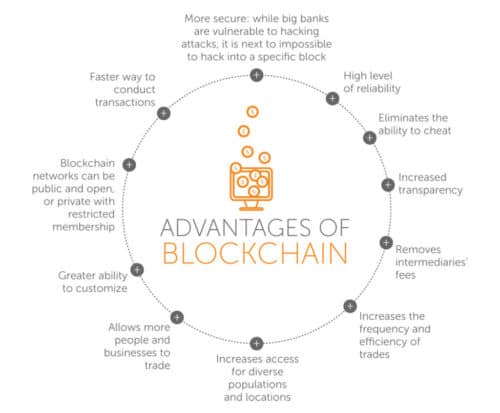 More secure: while big banks
are vulnerable to hacking
attacks, it is next to impossible
to hack into a specific block
High level
of reliability
Eliminates the
ability to cheat
Increased
transparency
Removes
intermediaries'
fees
Increases the
frequency and
efficiency of
trades
Increases access
for diverse
populations
and locations
Allows more
people and
businesses to
trade
Greater ability
to customize
Blockchain
networks can be
public and open,
or private with
restricted
membership
Faster way to
conduct
transactions
ADVANTAGES OF
BLOCKCHAIN